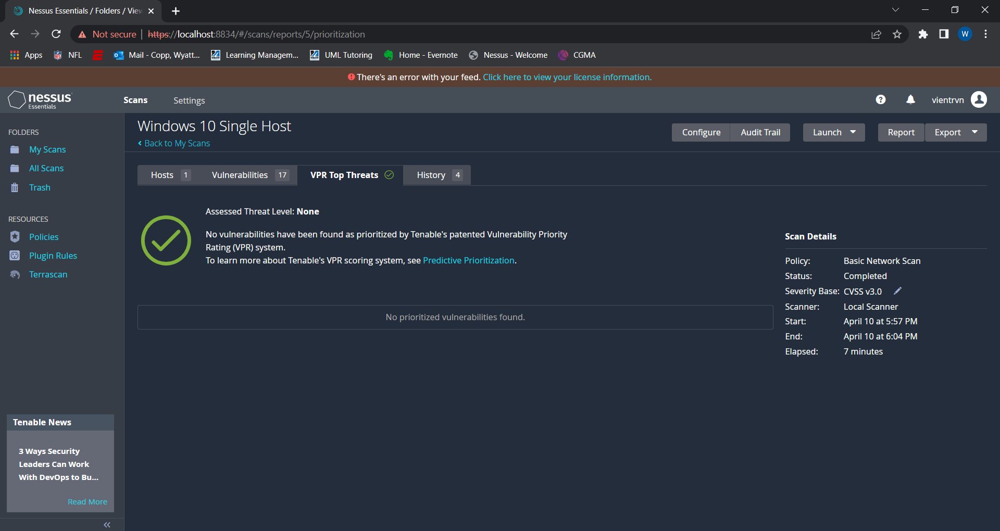 Nessus Essentials / Folders / View
Not secure | https://localhost:8834/#/scans/reports/5/prioritization
W
Apps
NFL
Mail - Copp, Wyatt...
Learning Managem...
UML Tutoring
Home - Evernote
Nessus - Welcome
CGMA
There's an error with your feed. Click here to view your license information.
nessus
Essentials
Scans
Settings
vientrvn
FOLDERS
My Scans
All Scans
Trash
RESOURCES
Policies
Plugin Rules
Terrascan
Tenable News
3 Ways Security
Leaders Can Work
With DevOps to Bu...
Read More
Windows 10 Single Host
Back to My Scans
Configure
Audit Trail
Launch
Report
Export
Hosts 1
Vulnerabilities 17
VPR Top Threats
History 4
Assessed Threat Level: None
No vulnerabilities have been found as prioritized by Tenable's patented Vulnerability Priority
Rating (VPR) system.
To learn more about Tenable's VPR scoring system, see Predictive Prioritization.
No prioritized vulnerabilities found.
Scan Details
Policy: Basic Network Scan
Status: Completed
Severity Base: CVSS v3.0
Scanner: Local Scanner
Start: April 10 at 5:57 PM
End: April 10 at 6:04 PM
Elapsed: 7 minutes